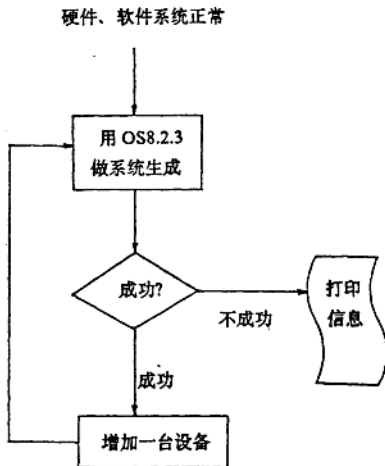 硬件、软件系统正常
用 OS8.2.3
做系统生成
成功?
不成功
打印
信息
成功
增加一台设备